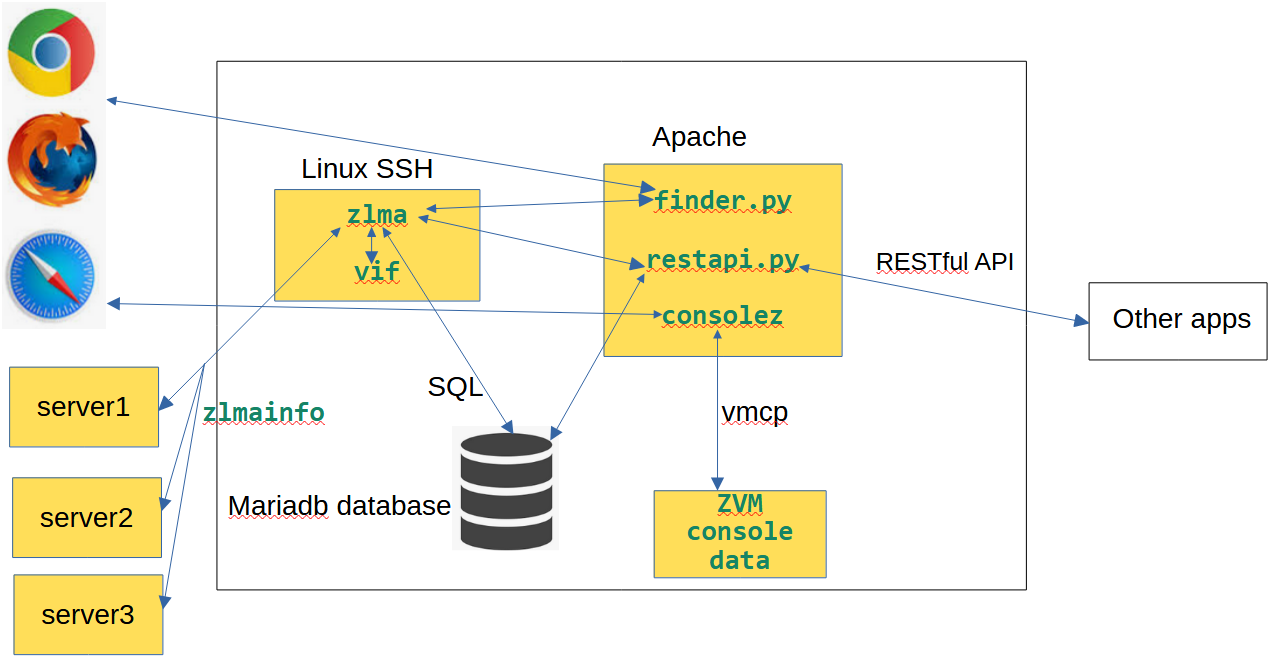 Apache
Linux SSH
zlma
vif
finder.py
restapi.py
consolez
RESTful API
Other apps
server1
zlmainfo
SQL
vmcp
server2
Mariadb database
ZVM
console
data
server3